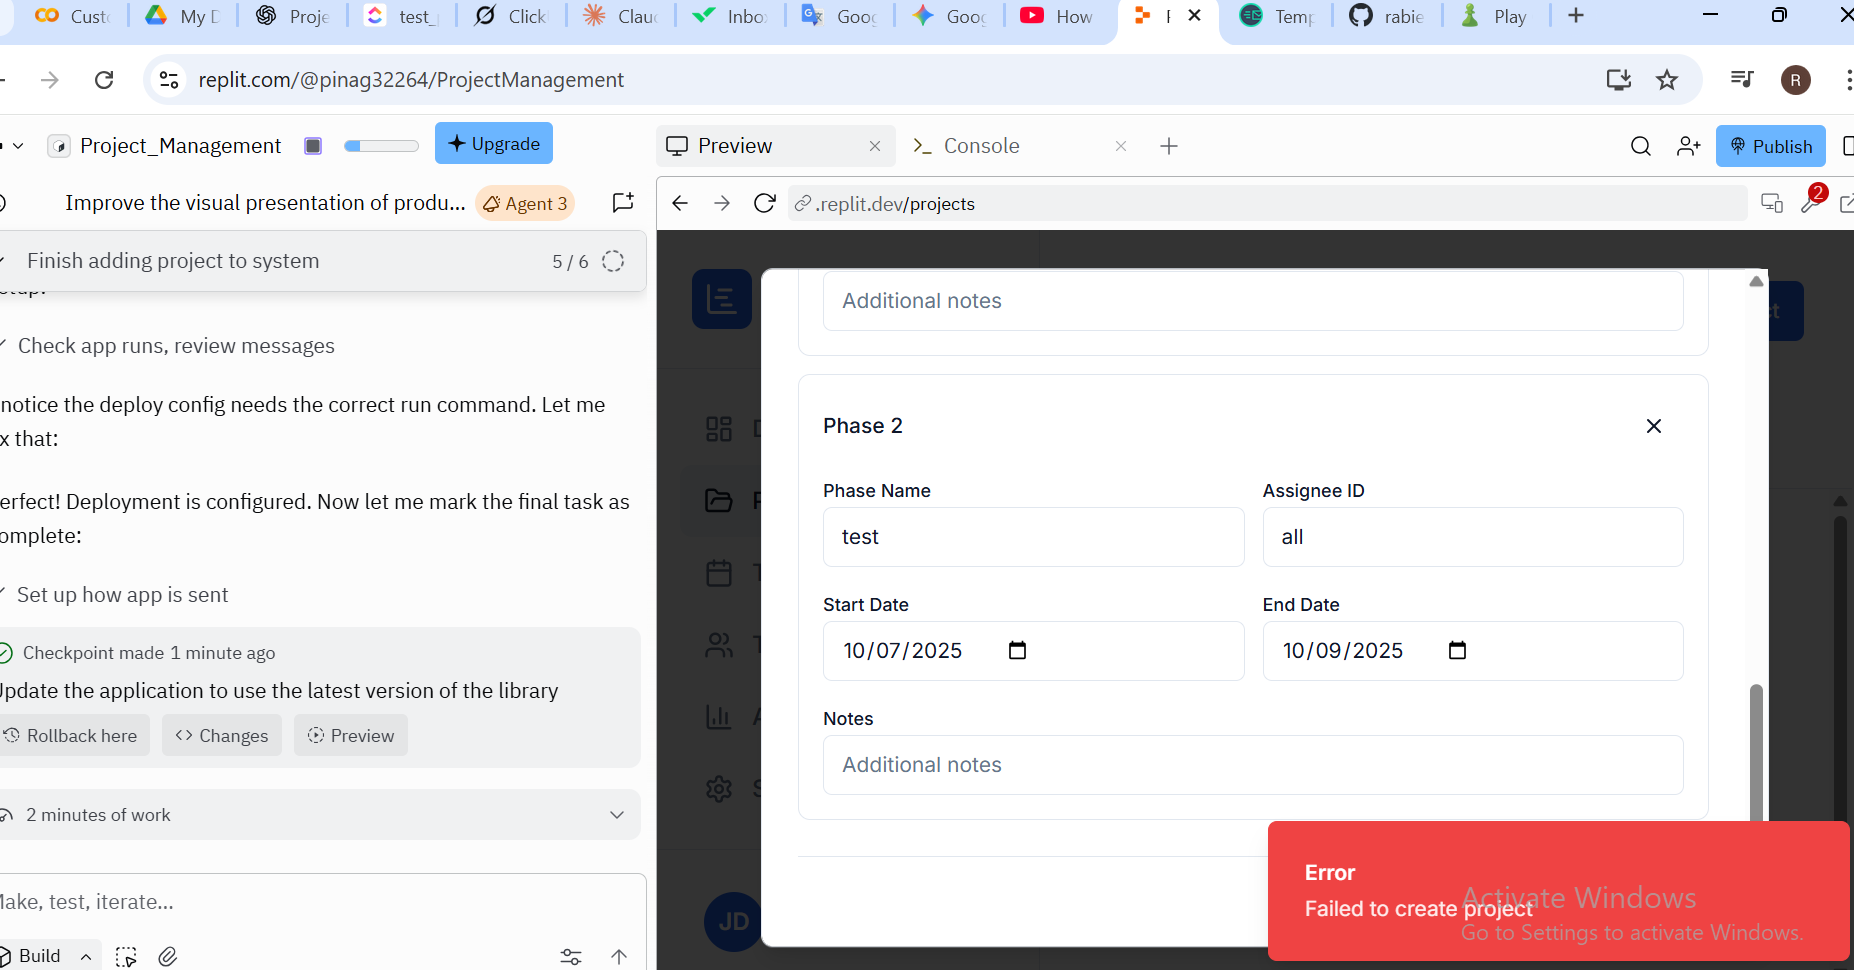 Custo
My D
Proje
test_p
Click
Clau
Inbo
Goog
Goog
How
Temp
rabie
Play
replit.com/@pinag32264/ProjectManagement
R
Project_Management
Upgrade
Preview
Console
Publish
Improve the visual presentation of produ...
Agent 3
.replit.dev/projects
2
Finish adding project to system
5 / 6
Check app runs, review messages
notice the deploy config needs the correct run command. Let me
x that:
erfect! Deployment is configured. Now let me mark the final task as
omplete:
Set up how app is sent
Checkpoint made 1 minute ago
Update the application to use the latest version of the library
Rollback here
Changes
Preview
2 minutes of work
Make, test, iterate...
Build
Additional notes
Phase 2
Phase Name
Assignee ID
test
all
Start Date
End Date
10/07/2025
10/09/2025
Notes
Additional notes
JD
Error
Failed to create project
Activate Windows
Go to Settings to activate Windows.